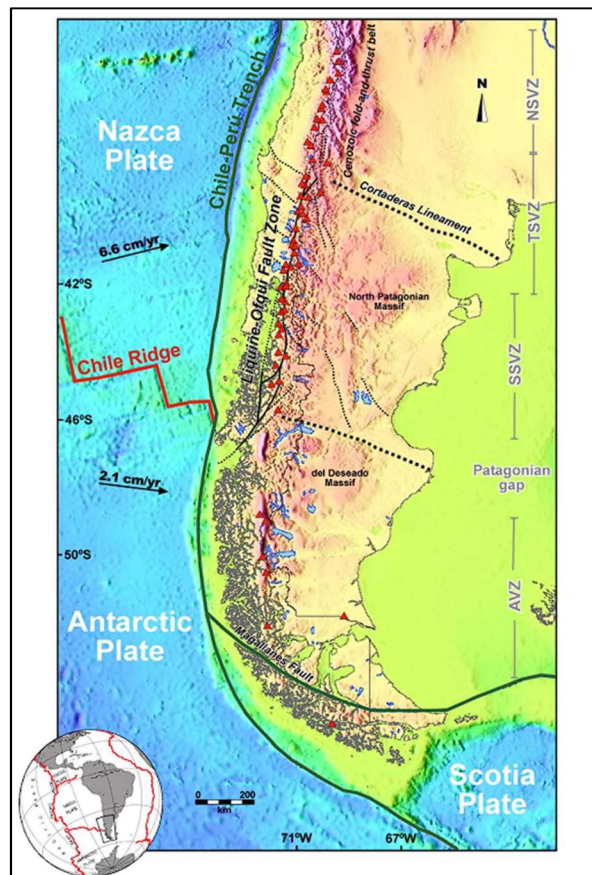 Nazca
Plate
Chile-Perú Trench
Cenozoic fold-and-thrust belt
N
NSVZ
Cortaderas Lineament
TSVZ
6.6 cm/yr
42°S
Liquiñe-Ofqui Fault Zone
North Patagonian
Massif
Chile Ridge
SSVZ
46°S
2.1 cm/yr
del Deseado
Massif
Patagonian
gap
50°S
AVZ
Antarctic
Plate
Magallanes Fault
Scotia
Plate
0
200
km
71°W
67°W